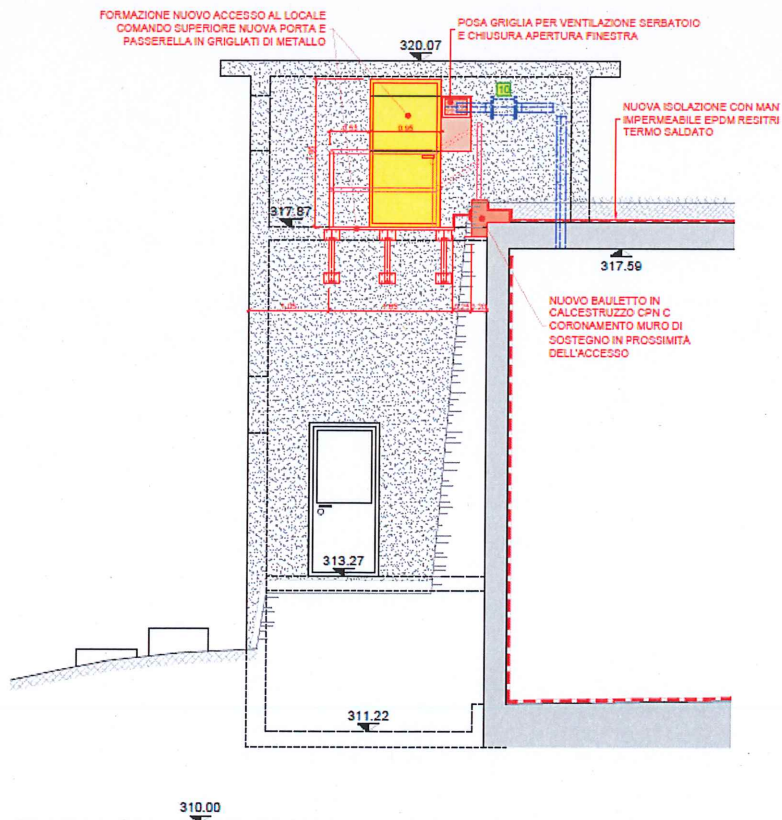 FORMAZIONE NUOVO ACCESSO AL LOCALE
COMANDO SUPERIORE NUOVA PORTA E
PASSERELLA IN GRIGLIATI DI METALLO
POSA GRIGLIA PER VENTILAZIONE SERBATOIO
E CHIUSURA APERTURA FINESTRA
320.07
10
NUOVA ISOLAZIONE CON MAN
IMPERMEABILE EPDM RESITRI
TERMO SALDATO
317.87
317.59
NUOVO BAULETTO IN
CALCESTRUZZO CPN C
CORONAMENTO MURO DI
SOSTEGNO IN PROSSIMITÀ
DELL'ACCESSO
313.27
311.22
310.00